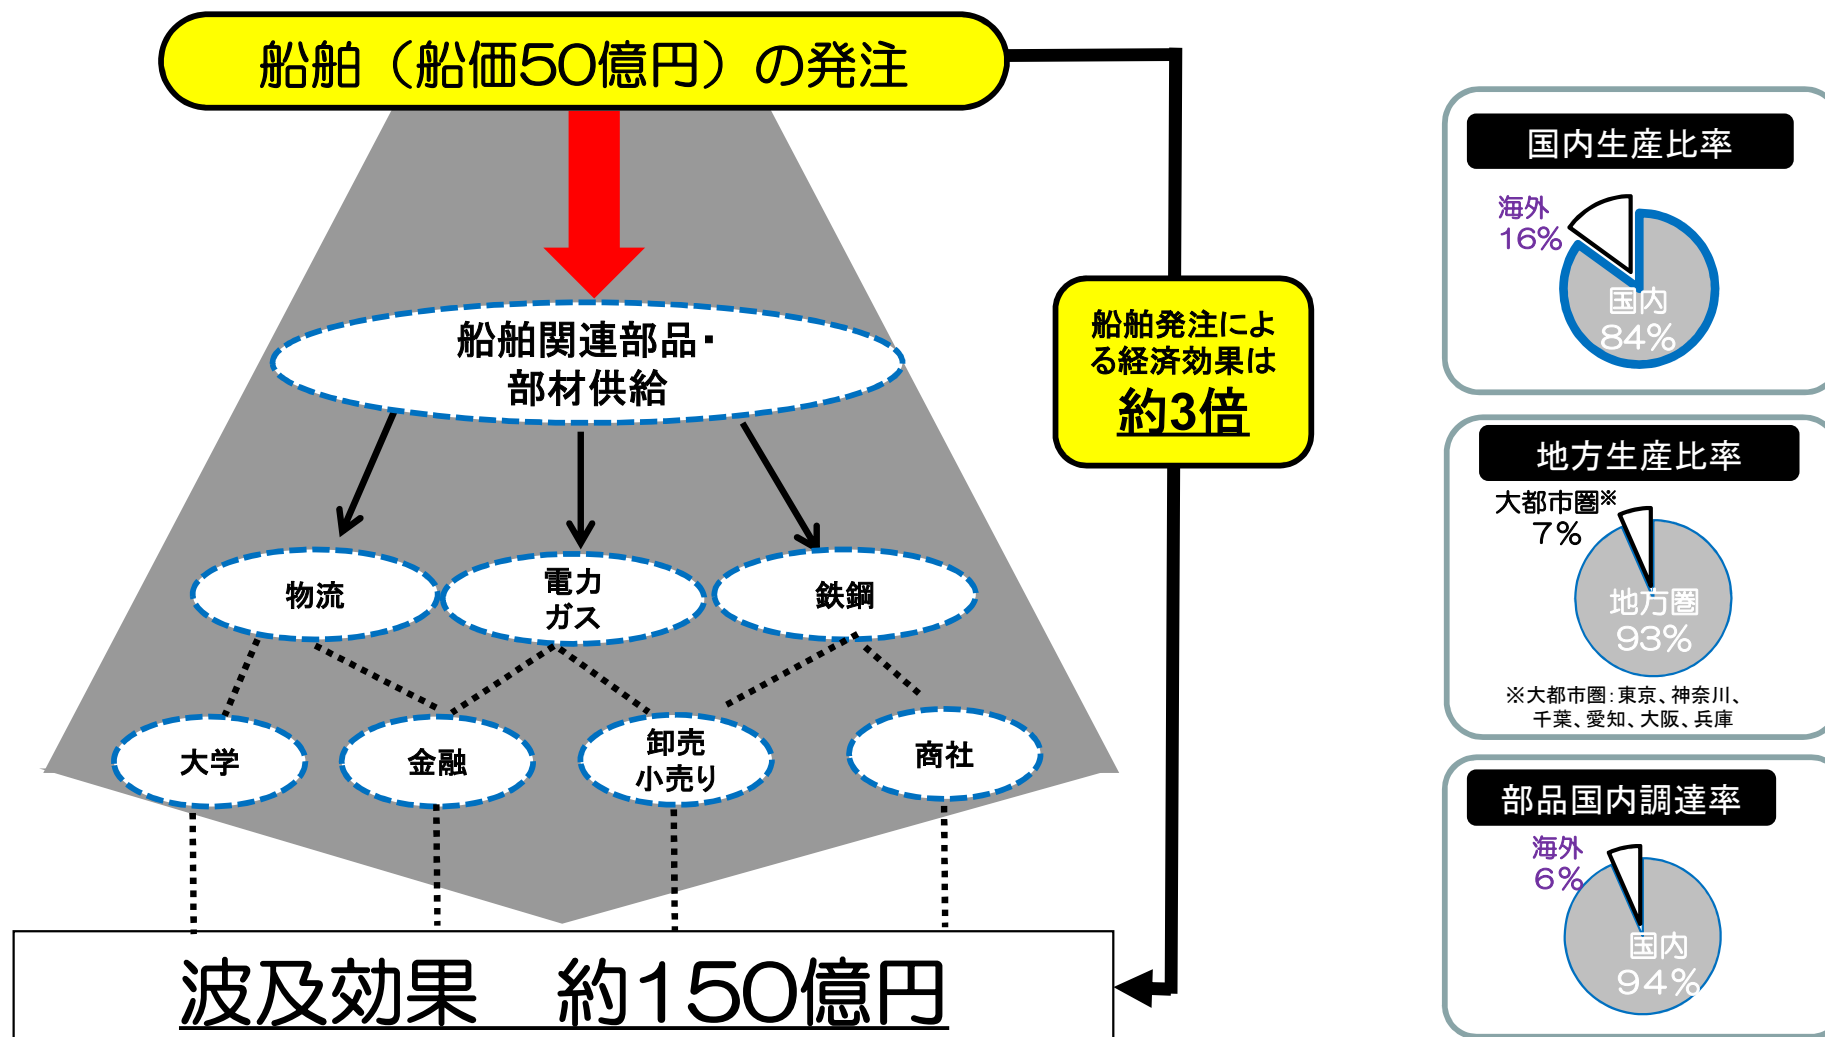 船舶（船価50億円）の発注
船舶関連部品・
部材供給
物流
電力
ガス
鉄鋼
大学
金融
卸売
小売り
商社
波及効果　約150億円
船舶発注によ
る経済効果は
約3倍
国内生産比率
海外
16%
国内
84%
地方生産比率
大都市圏※
7%
地方圏
93%
※大都市圏：東京、神奈川、
千葉、愛知、大阪、兵庫
部品国内調達率
海外
6%
国内
94%